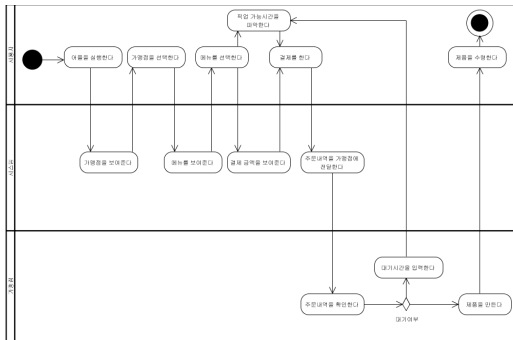 사용자
어플을 실행한다
가맹점을 선택한다
메뉴를 선택한다
작업 가능시간을
파악한다
결제를 한다
제품을 수령한다
시스템
가맹점을 보여준다
메뉴를 보여준다
결제 금액을 보여준다
주문내역을 가맹점에
전달한다
가맹점
주문내역을 확인한다
대기시간을 입력한다
대기여부
제품을 만든다